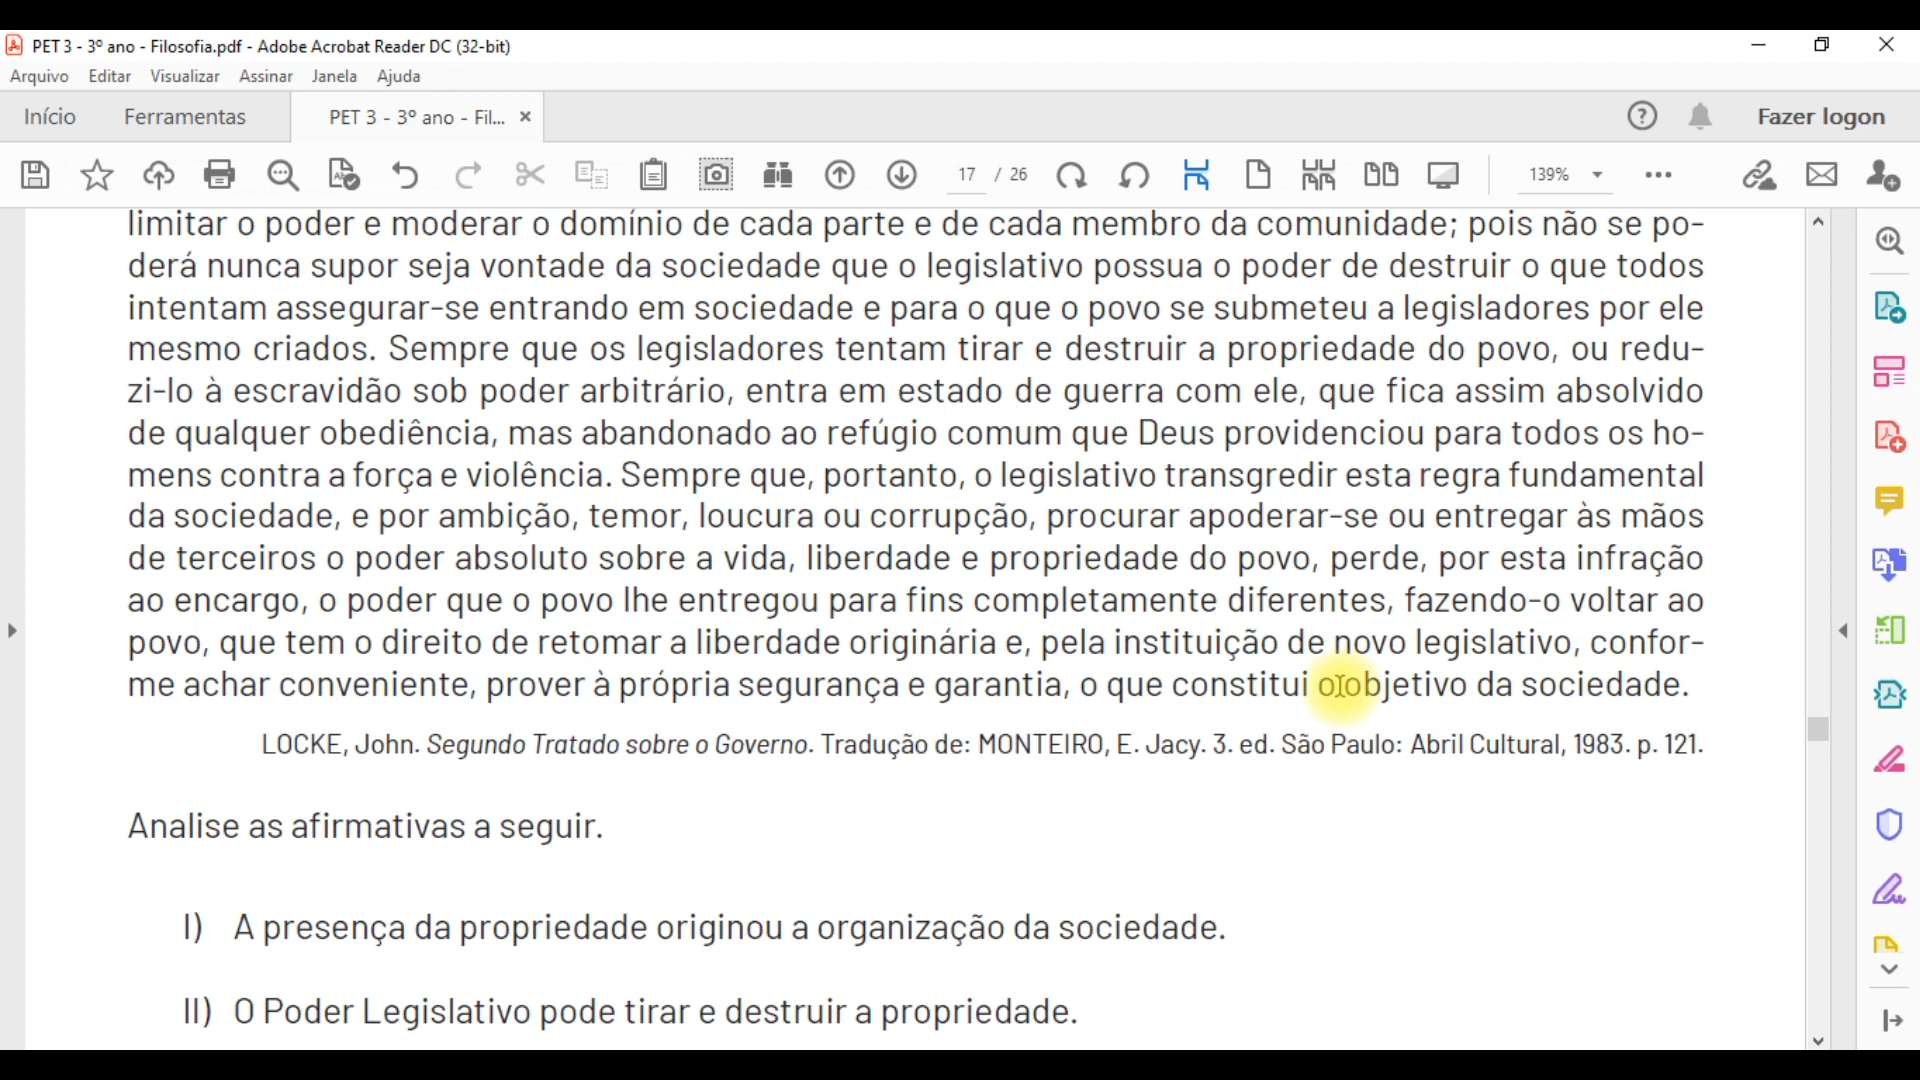 PET 3 - 3º ano - Filosofia.pdf - Adobe Acrobat Reader DC (32-bit)
Arquivo Editar Visualizar Assinar Janela Ajuda
Início Ferramentas PET 3 - 3º ano - Fil... × Fazer logon
17 / 26 139%
limitar o poder e moderar o domínio de cada parte e de cada membro da comunidade; pois não se po-
derá nunca supor seja vontade da sociedade que o legislativo possua o poder de destruir o que todos
intentam assegurar-se entrando em sociedade e para o que o povo se submeteu a legisladores por ele
mesmo criados. Sempre que os legisladores tentam tirar e destruir a propriedade do povo, ou redu-
zi-lo à escravidão sob poder arbitrário, entra em estado de guerra com ele, que fica assim absolvido
de qualquer obediência, mas abandonado ao refúgio comum que Deus providenciou para todos os ho-
mens contra a força e violência. Sempre que, portanto, o legislativo transgredir esta regra fundamental
da sociedade, e por ambição, temor, loucura ou corrupção, procurar apoderar-se ou entregar às mãos
de terceiros o poder absoluto sobre a vida, liberdade e propriedade do povo, perde, por esta infração
ao encargo, o poder que o povo lhe entregou para fins completamente diferentes, fazendo-o voltar ao
povo, que tem o direito de retomar a liberdade originária e, pela instituição de novo legislativo, confor-
me achar conveniente, prover à própria segurança e garantia, o que constitui o objetivo da sociedade.
LOCKE, John. Segundo Tratado sobre o Governo. Tradução de: MONTEIRO, E. Jacy. 3. ed. São Paulo: Abril Cultural, 1983. p. 121.
Analise as afirmativas a seguir.
I) A presença da propriedade originou a organização da sociedade.
II) O Poder Legislativo pode tirar e destruir a propriedade.